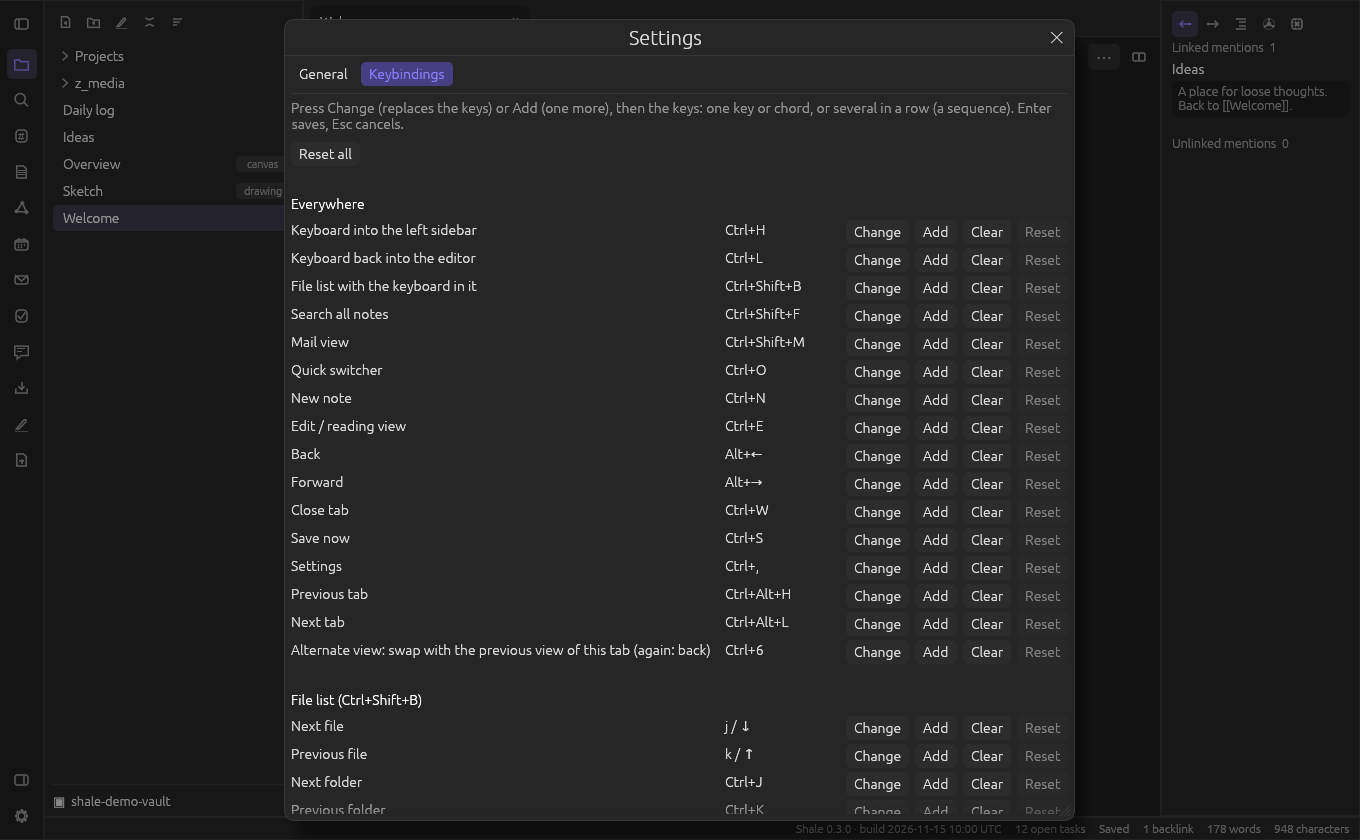 Settings
General Keybindings
Press Change (replaces the keys) or Add (one more), then the keys: one key or chord, or several in a row (a sequence). Enter
saves, Esc cancels.
Reset all
Everywhere
Keyboard into the left sidebar Ctrl+H Change Add Clear Reset
Keyboard back into the editor Ctrl+L Change Add Clear Reset
File list with the keyboard in it Ctrl+Shift+B Change Add Clear Reset
Search all notes Ctrl+Shift+F Change Add Clear Reset
Mail view Ctrl+Shift+M Change Add Clear Reset
Quick switcher Ctrl+O Change Add Clear Reset
New note Ctrl+N Change Add Clear Reset
Edit / reading view Ctrl+E Change Add Clear Reset
Back Alt+← Change Add Clear Reset
Forward Alt+→ Change Add Clear Reset
Close tab Ctrl+W Change Add Clear Reset
Save now Ctrl+S Change Add Clear Reset
Settings Ctrl+, Change Add Clear Reset
Previous tab Ctrl+Alt+H Change Add Clear Reset
Next tab Ctrl+Alt+L Change Add Clear Reset
Alternate view: swap with the previous view of this tab (again: back) Ctrl+6 Change Add Clear Reset
File list (Ctrl+Shift+B)
Next file j / ↓ Change Add Clear Reset
Previous file k / ↑ Change Add Clear Reset
Next folder Ctrl+J Change Add Clear Reset
Previous folder Ctrl+K Change Add Clear Reset
Projects
z_media
Daily log
Ideas
Overview canvas
Sketch drawing
Welcome
shale-demo-vault
Linked mentions 1
Ideas
A place for loose thoughts.
Back to [[Welcome]].
Unlinked mentions 0
Shale 0.3.0 · build 2026-11-15 10:00 UTC 12 open tasks Saved 1 backlink 178 words 948 characters